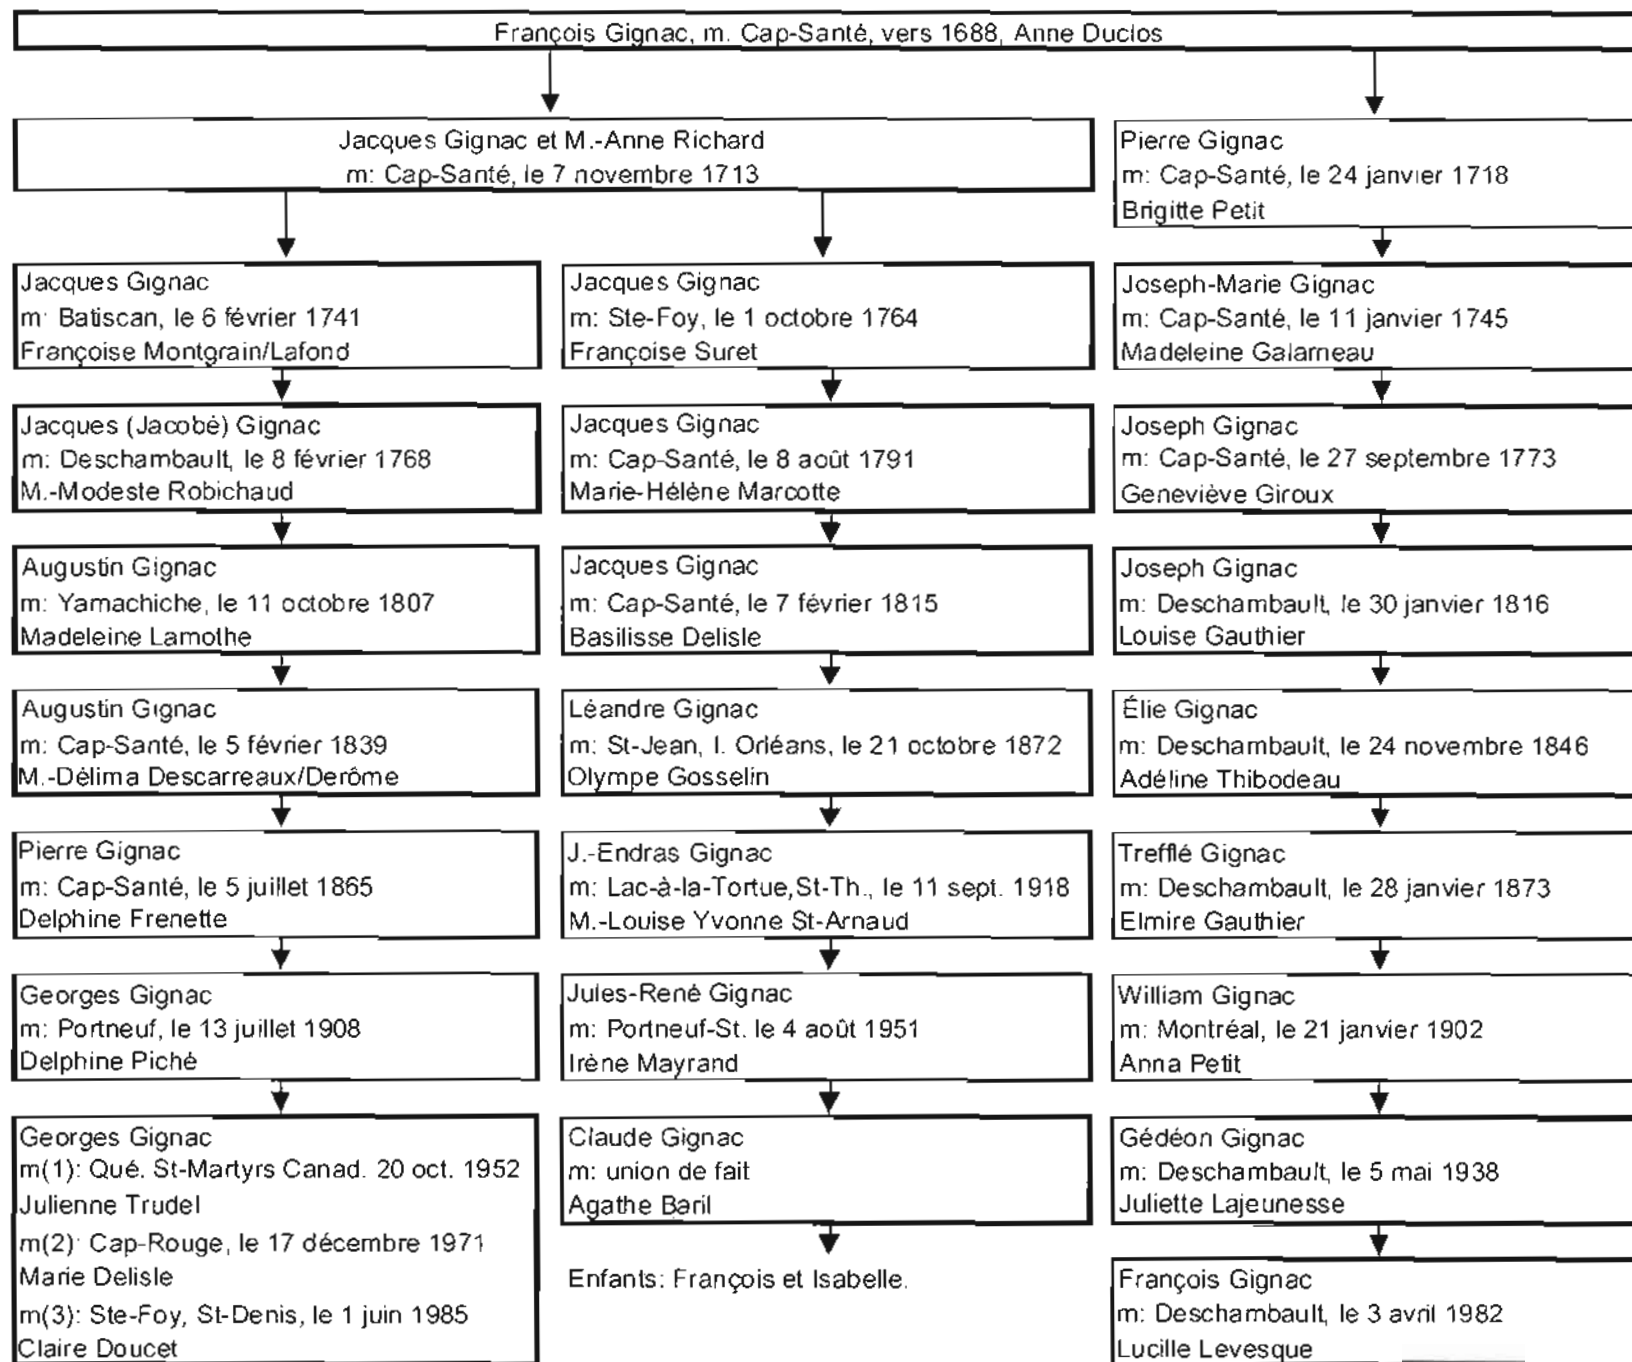 François Gignac, m. Cap-Santé, vers 1688, Anne Duclos
Jacques Gignac et M.-Anne Richard
m: Cap-Santé, le 7 novembre 1713
Pierre Gignac
m: Cap-Santé, le 24 janvier 1718
Brigitte Petit
Jacques Gignac
m: Batiscan, le 6 février 1741
Françoise Montgrain/Lafond
Jacques Gignac
m: Ste-Foy, le 1 octobre 1764
Françoise Suret
Joseph-Marie Gignac
m: Cap-Santé, le 11 janvier 1745
Madeleine Galarneau
Jacques (Jacobé) Gignac
m: Deschambault, le 8 février 1768
M.-Modeste Robichaud
Jacques Gignac
m: Cap-Santé, le 8 août 1791
Marie-Hélène Marcotte
Joseph Gignac
m: Cap-Santé, le 27 septembre 1773
Geneviève Giroux
Augustin Gignac
m: Yamachiche, le 11 octobre 1807
Madeleine Lamothe
Jacques Gignac
m: Cap-Santé, le 7 février 1815
Basilisse Delisle
Joseph Gignac
m: Deschambault, le 30 janvier 1816
Louise Gauthier
Augustin Gignac
m: Cap-Santé, le 5 février 1839
M.-Délima Descarreaux/Derôme
Léandre Gignac
m: St-Jean, I. Orléans, le 21 octobre 1872
Olympe Gosselin
Élie Gignac
m: Deschambault, le 24 novembre 1846
Adéline Thibodeau
Pierre Gignac
m: Cap-Santé, le 5 juillet 1865
Delphine Frenette
J.-Endras Gignac
m: Lac-à-la-Tortue,St-Th., le 11 sept. 1918
M.-Louise Yvonne St-Arnaud
Trefflé Gignac
m: Deschambault, le 28 janvier 1873
Elmire Gauthier
Georges Gignac
m: Portneuf, le 13 juillet 1908
Delphine Piché
Jules-René Gignac
m: Portneuf-St. le 4 août 1951
Irène Mayrand
William Gignac
m: Montréal, le 21 janvier 1902
Anna Petit
Georges Gignac
m(1): Qué. St-Martyrs Canad. 20 oct. 1952
Julienne Trudel
m(2): Cap-Rouge, le 17 décembre 1971
Marie Delisle
m(3): Ste-Foy, St-Denis, le 1 juin 1985
Claire Doucet
Claude Gignac
m: union de fait
Agathe Baril
Enfants: François et Isabelle.
Gédéon Gignac
m: Deschambault, le 5 mai 1938
Juliette Lajeunesse
François Gignac
m: Deschambault, le 3 avril 1982
Lucille Levesque